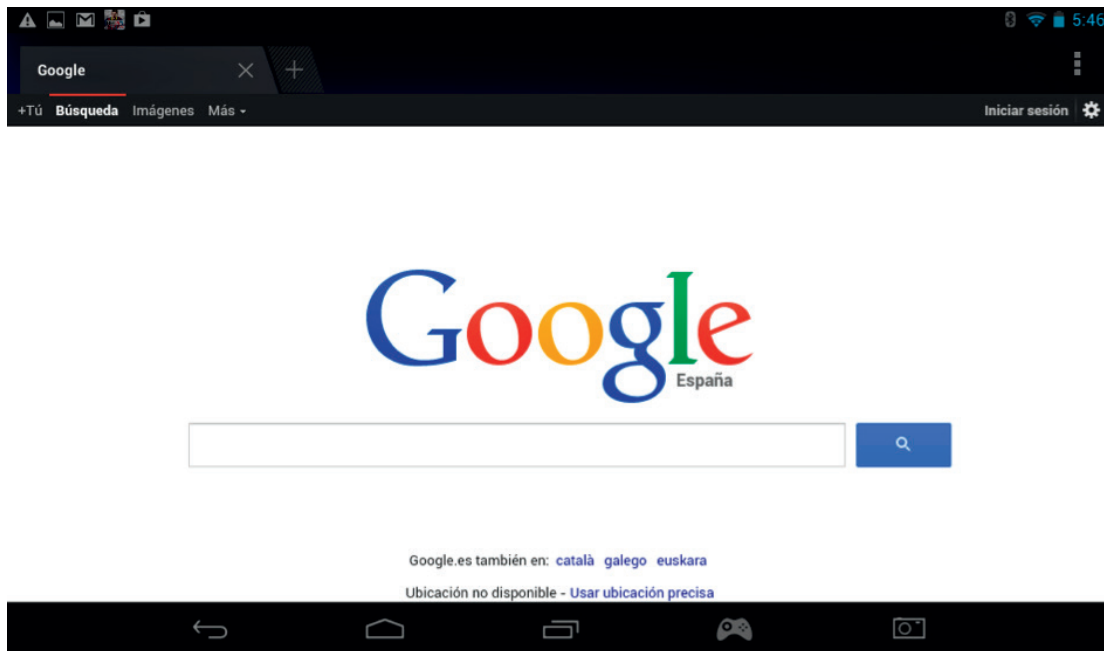 5:46
Google
+Tú Búsqueda Imágenes Más
Iniciar sesión
Google
España
Google.es también en: català galego euskara
Ubicación no disponible - Usar ubicación precisa